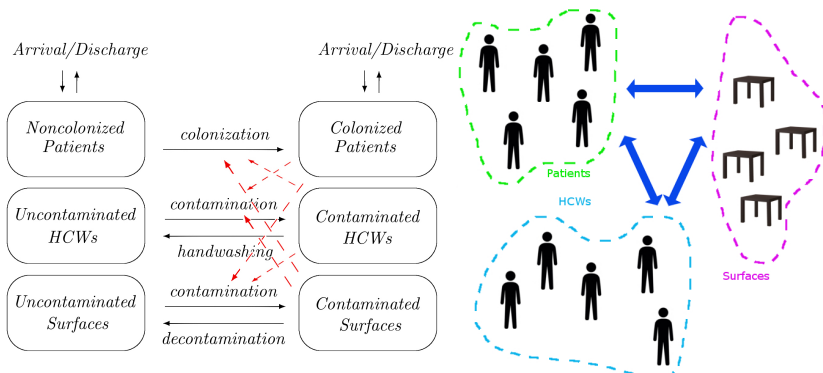 Arrival/Discharge
Arrival/Discharge
Noncolonized
Patients
colonization
Colonized
Patients
Uncontaminated
HCWs
contamination
handwashing
Contaminated
HCWs
Uncontaminated
Surfaces
contamination
decontamination
Contaminated
Surfaces
Patients
HCWs
Surfaces